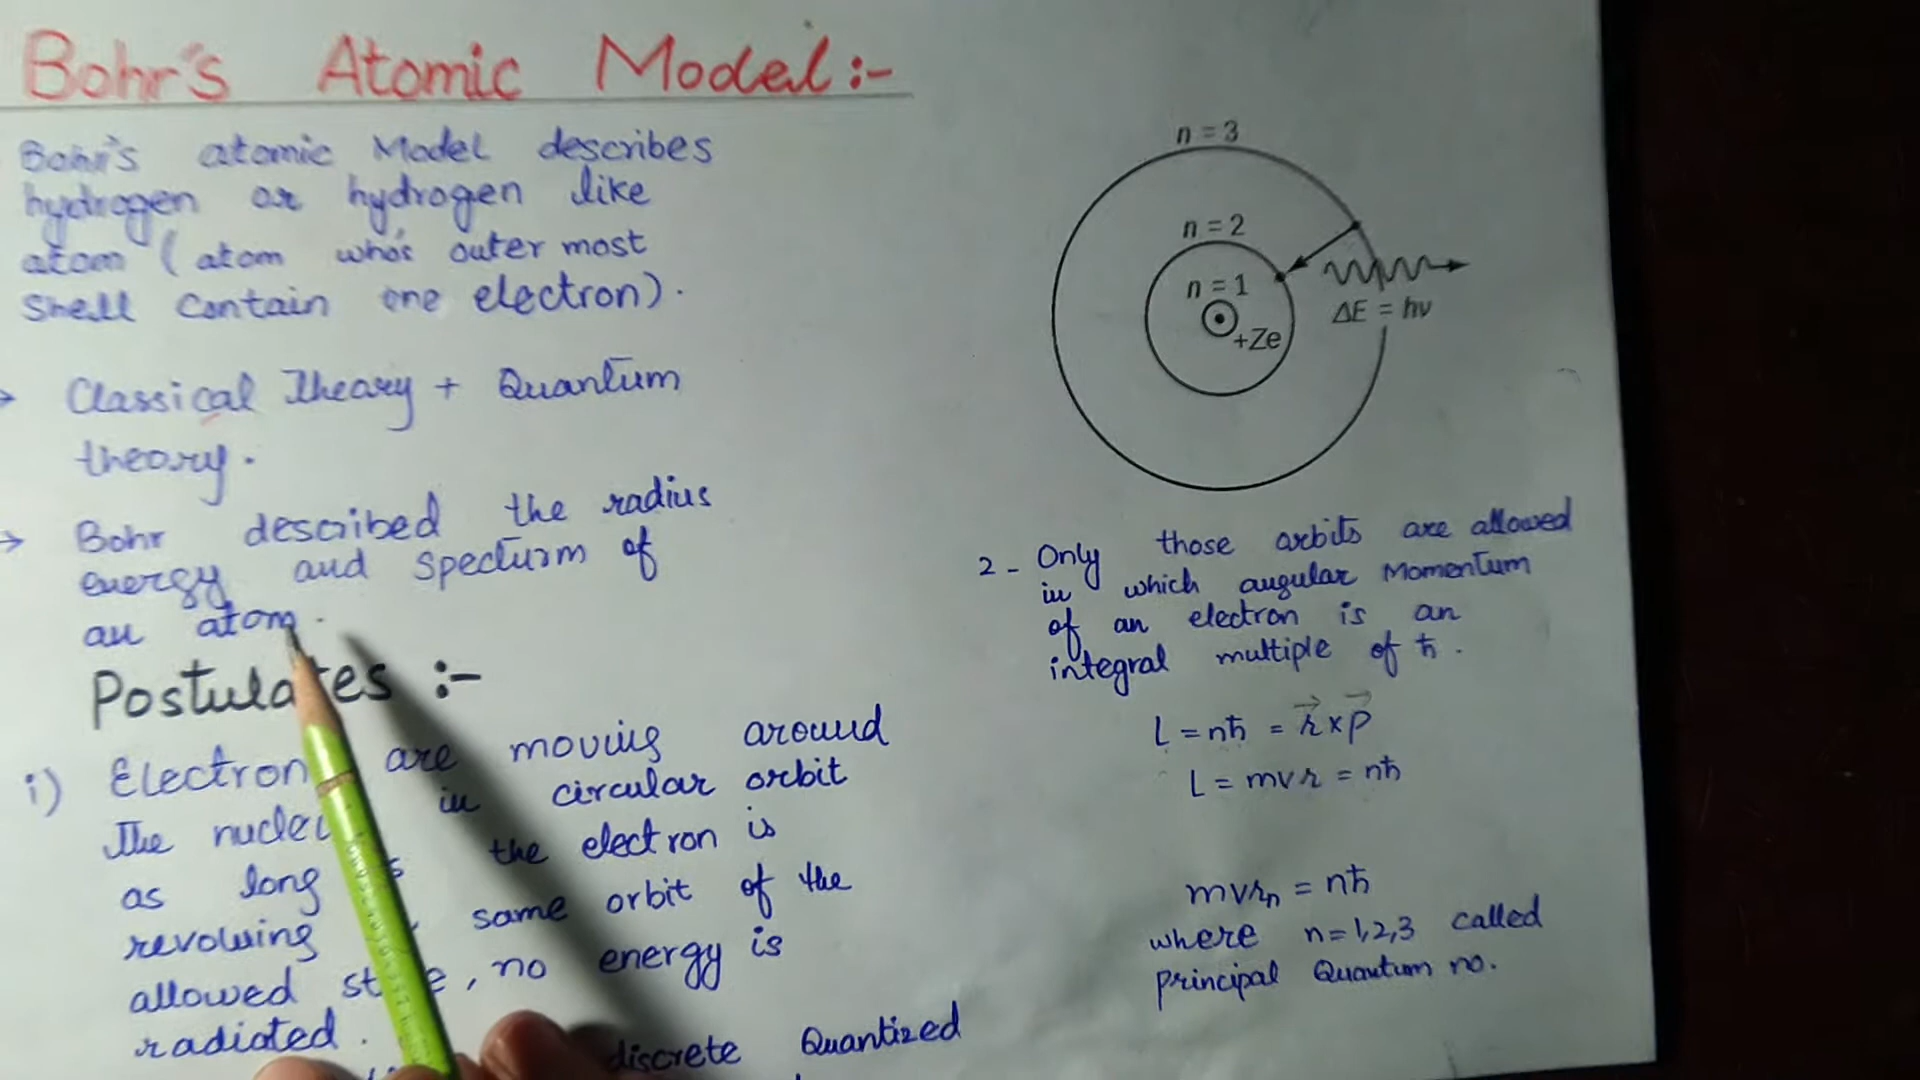 Bohr's Atomic Model:-
Bohr's atomic Model describes
hydrogen or hydrogen like
atom (atom who's outer most
Shell Contain one electron).
→ Classical Theory + Quantum
theory.
→ Bohr described the radius
energy and specturm of
an atom.
Postulates :-
i) Electron are moving around
The in circular orbit
as long the electron is
revolving same orbit of the
allowed, no energy is
radiated.
discrete Quantized
n = 3
n = 2
n = 1
+Ze
ΔE = hν
2 - Only those orbits are allowed
in which angular Momentum
of an electron is an
integral multiple of ħ.
L = nħ = r⃗ × p⃗
L = mvr = nħ
mvrₙ = nħ
where n=1,2,3 called
principal Quantum no.